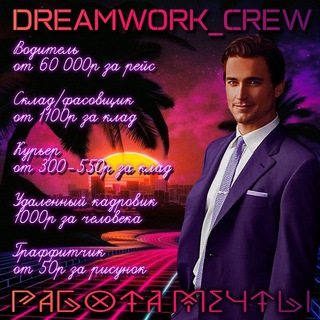 DREAMWORK_CREW
Водитель
от 60 000р за рейс
Склад/фасовщик
от 1100р за клад
Курьер
от 300-550р за клад
Удаленный кадровик
1000р за человека
Граффитчик
от 50р за рисунок
РАБОТА МЕЧТЫ